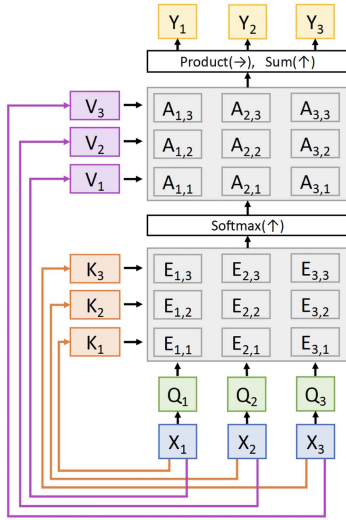 Y1 Y2 Y3
Product(→), Sum(↑)
V3 A1,3 A2,3 A3,3
V2 A1,2 A2,2 A3,2
V1 A1,1 A2,1 A3,1
Softmax(↑)
K3 E1,3 E2,3 E3,3
K2 E1,2 E2,2 E3,2
K1 E1,1 E2,1 E3,1
Q1 Q2 Q3
X1 X2 X3